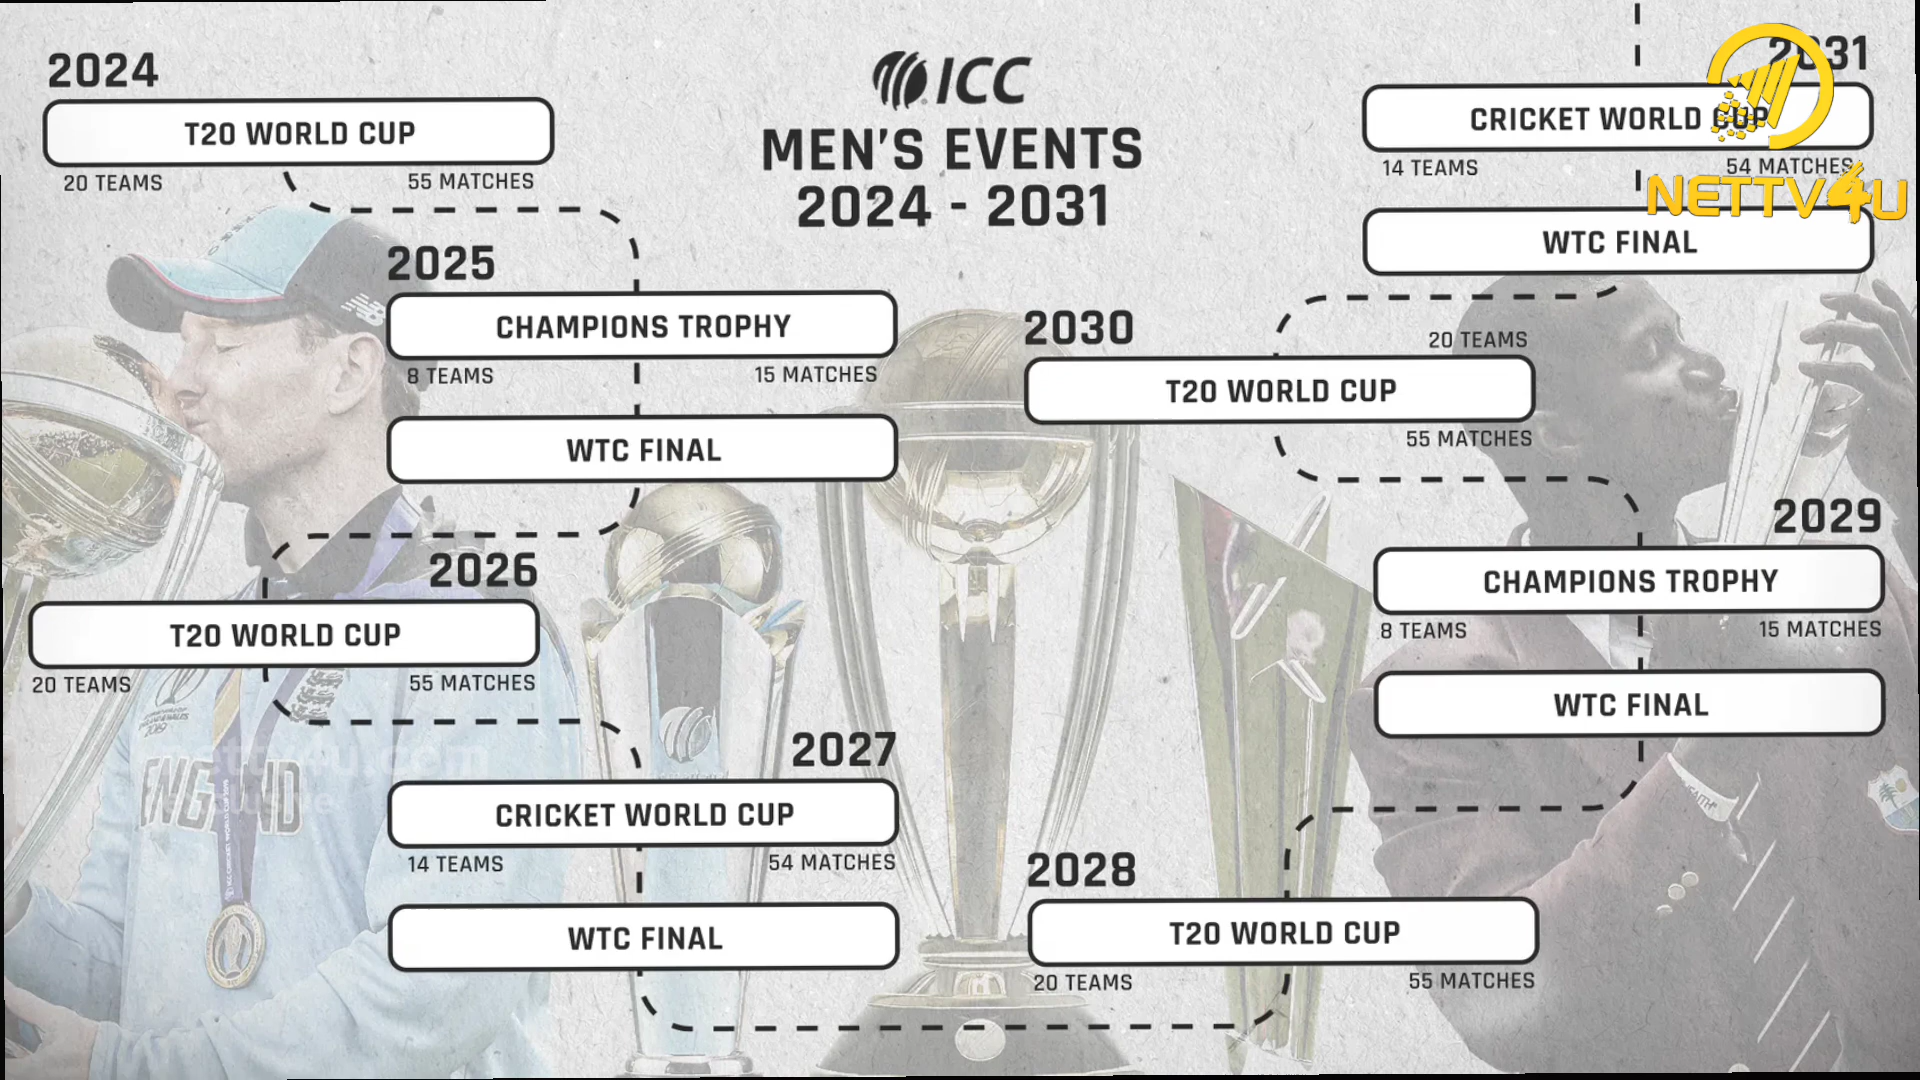 ICC
MEN'S EVENTS
2024 - 2031
2024
T20 WORLD CUP
20 TEAMS 55 MATCHES
2025
CHAMPIONS TROPHY
8 TEAMS 15 MATCHES
WTC FINAL
2026
T20 WORLD CUP
20 TEAMS 55 MATCHES
2027
CRICKET WORLD CUP
14 TEAMS 54 MATCHES
WTC FINAL
2028
T20 WORLD CUP
20 TEAMS 55 MATCHES
2029
CHAMPIONS TROPHY
8 TEAMS 15 MATCHES
WTC FINAL
2030
20 TEAMS
T20 WORLD CUP
55 MATCHES
2031
CRICKET WORLD CUP
14 TEAMS 54 MATCHES
WTC FINAL
NETTV4U
nettv4u.com
ENGLAND